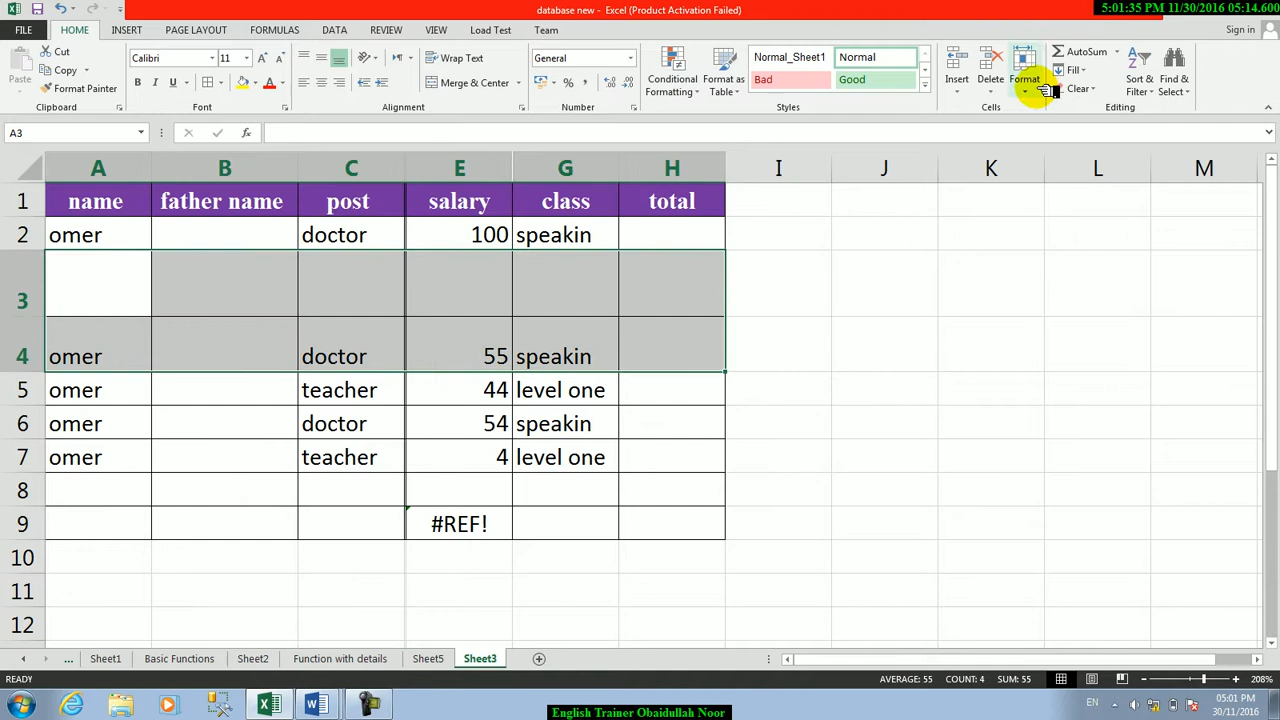 database new - Excel (Product Activation Failed)
5:01:35 PM 11/30/2016 05:14.600
FILE HOME INSERT PAGE LAYOUT FORMULAS DATA REVIEW VIEW Load Test Team
Sign in
Paste
Cut
Copy
Format Painter
Clipboard
Calibri 11
B I U
Font
Wrap Text
Merge & Center
Alignment
General
Number
Conditional Formatting
Format as Table
Normal_Sheet1 Normal
Bad Good
Styles
Insert Delete Format
Cells
AutoSum
Fill
Clear
Sort & Filter
Find & Select
Editing
A3
fx
A B C E G H I J K L M
1 name father name post salary class total
2 omer doctor 100 speakin
3
4 omer doctor 55 speakin
5 omer teacher 44 level one
6 omer doctor 54 speakin
7 omer teacher 4 level one
8
9 #REF!
10
11
12
... Sheet1 Basic Functions Sheet2 Function with details Sheet5 Sheet3
READY
AVERAGE: 55 COUNT: 4 SUM: 55
208%
EN
05:01 PM
30/11/2016
English Trainer Obaidullah Noor